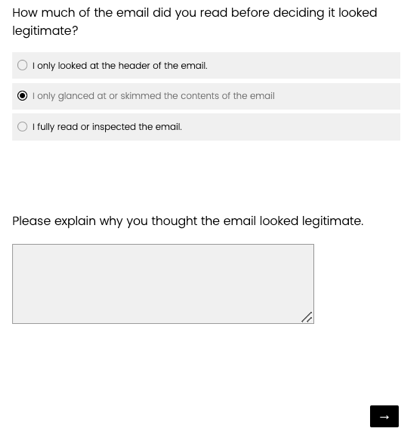 How much of the email did you read before deciding it looked
legitimate?
I only looked at the header of the email.
I only glanced at or skimmed the contents of the email
I fully read or inspected the email.
Please explain why you thought the email looked legitimate.
→